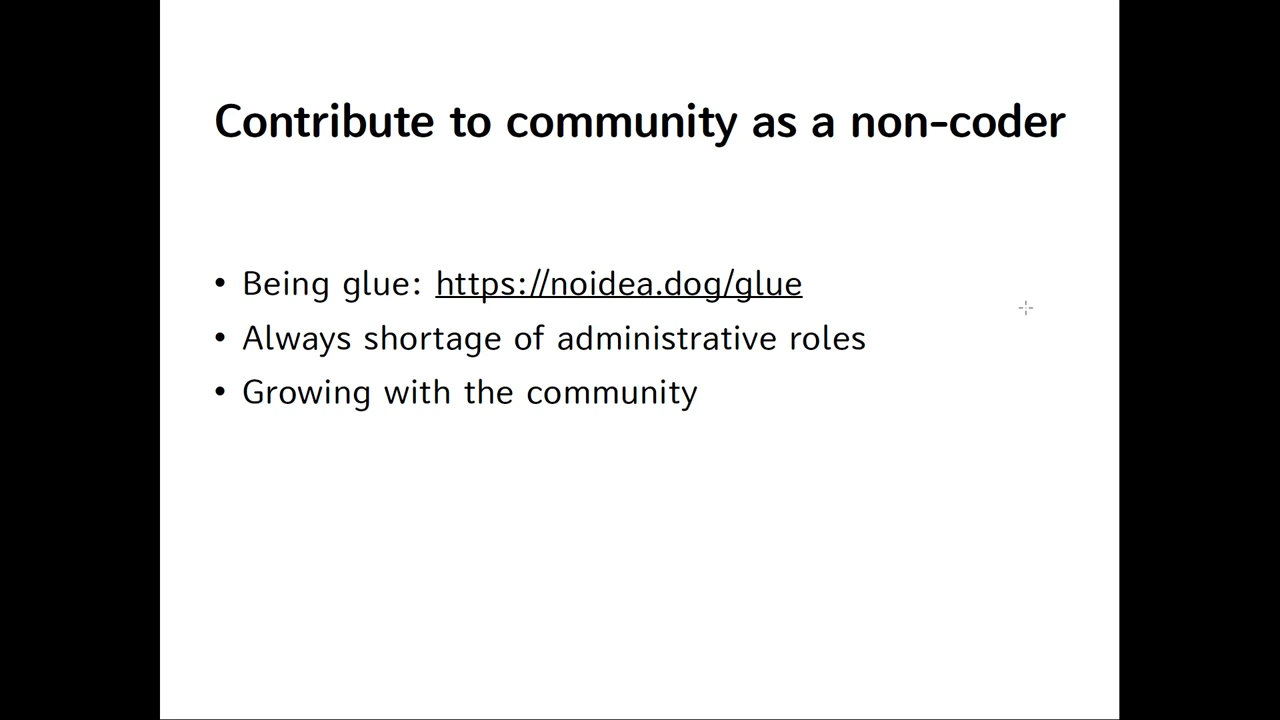 Contribute to community as a non-coder
• Being glue: https://noidea.dog/glue
• Always shortage of administrative roles
• Growing with the community